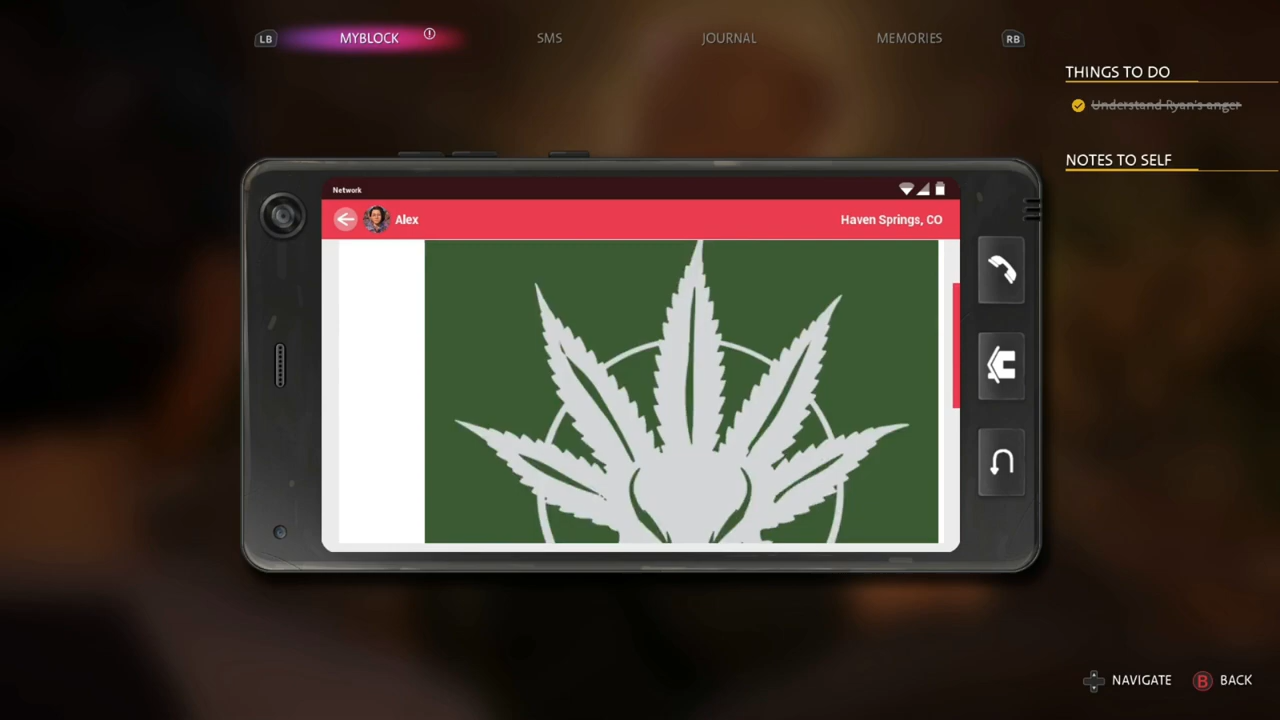 LB
MYBLOCK
SMS
JOURNAL
MEMORIES
RB
THINGS TO DO
Understand Ryan's anger
NOTES TO SELF
Network
Alex
Haven Springs, CO
NAVIGATE
B
BACK